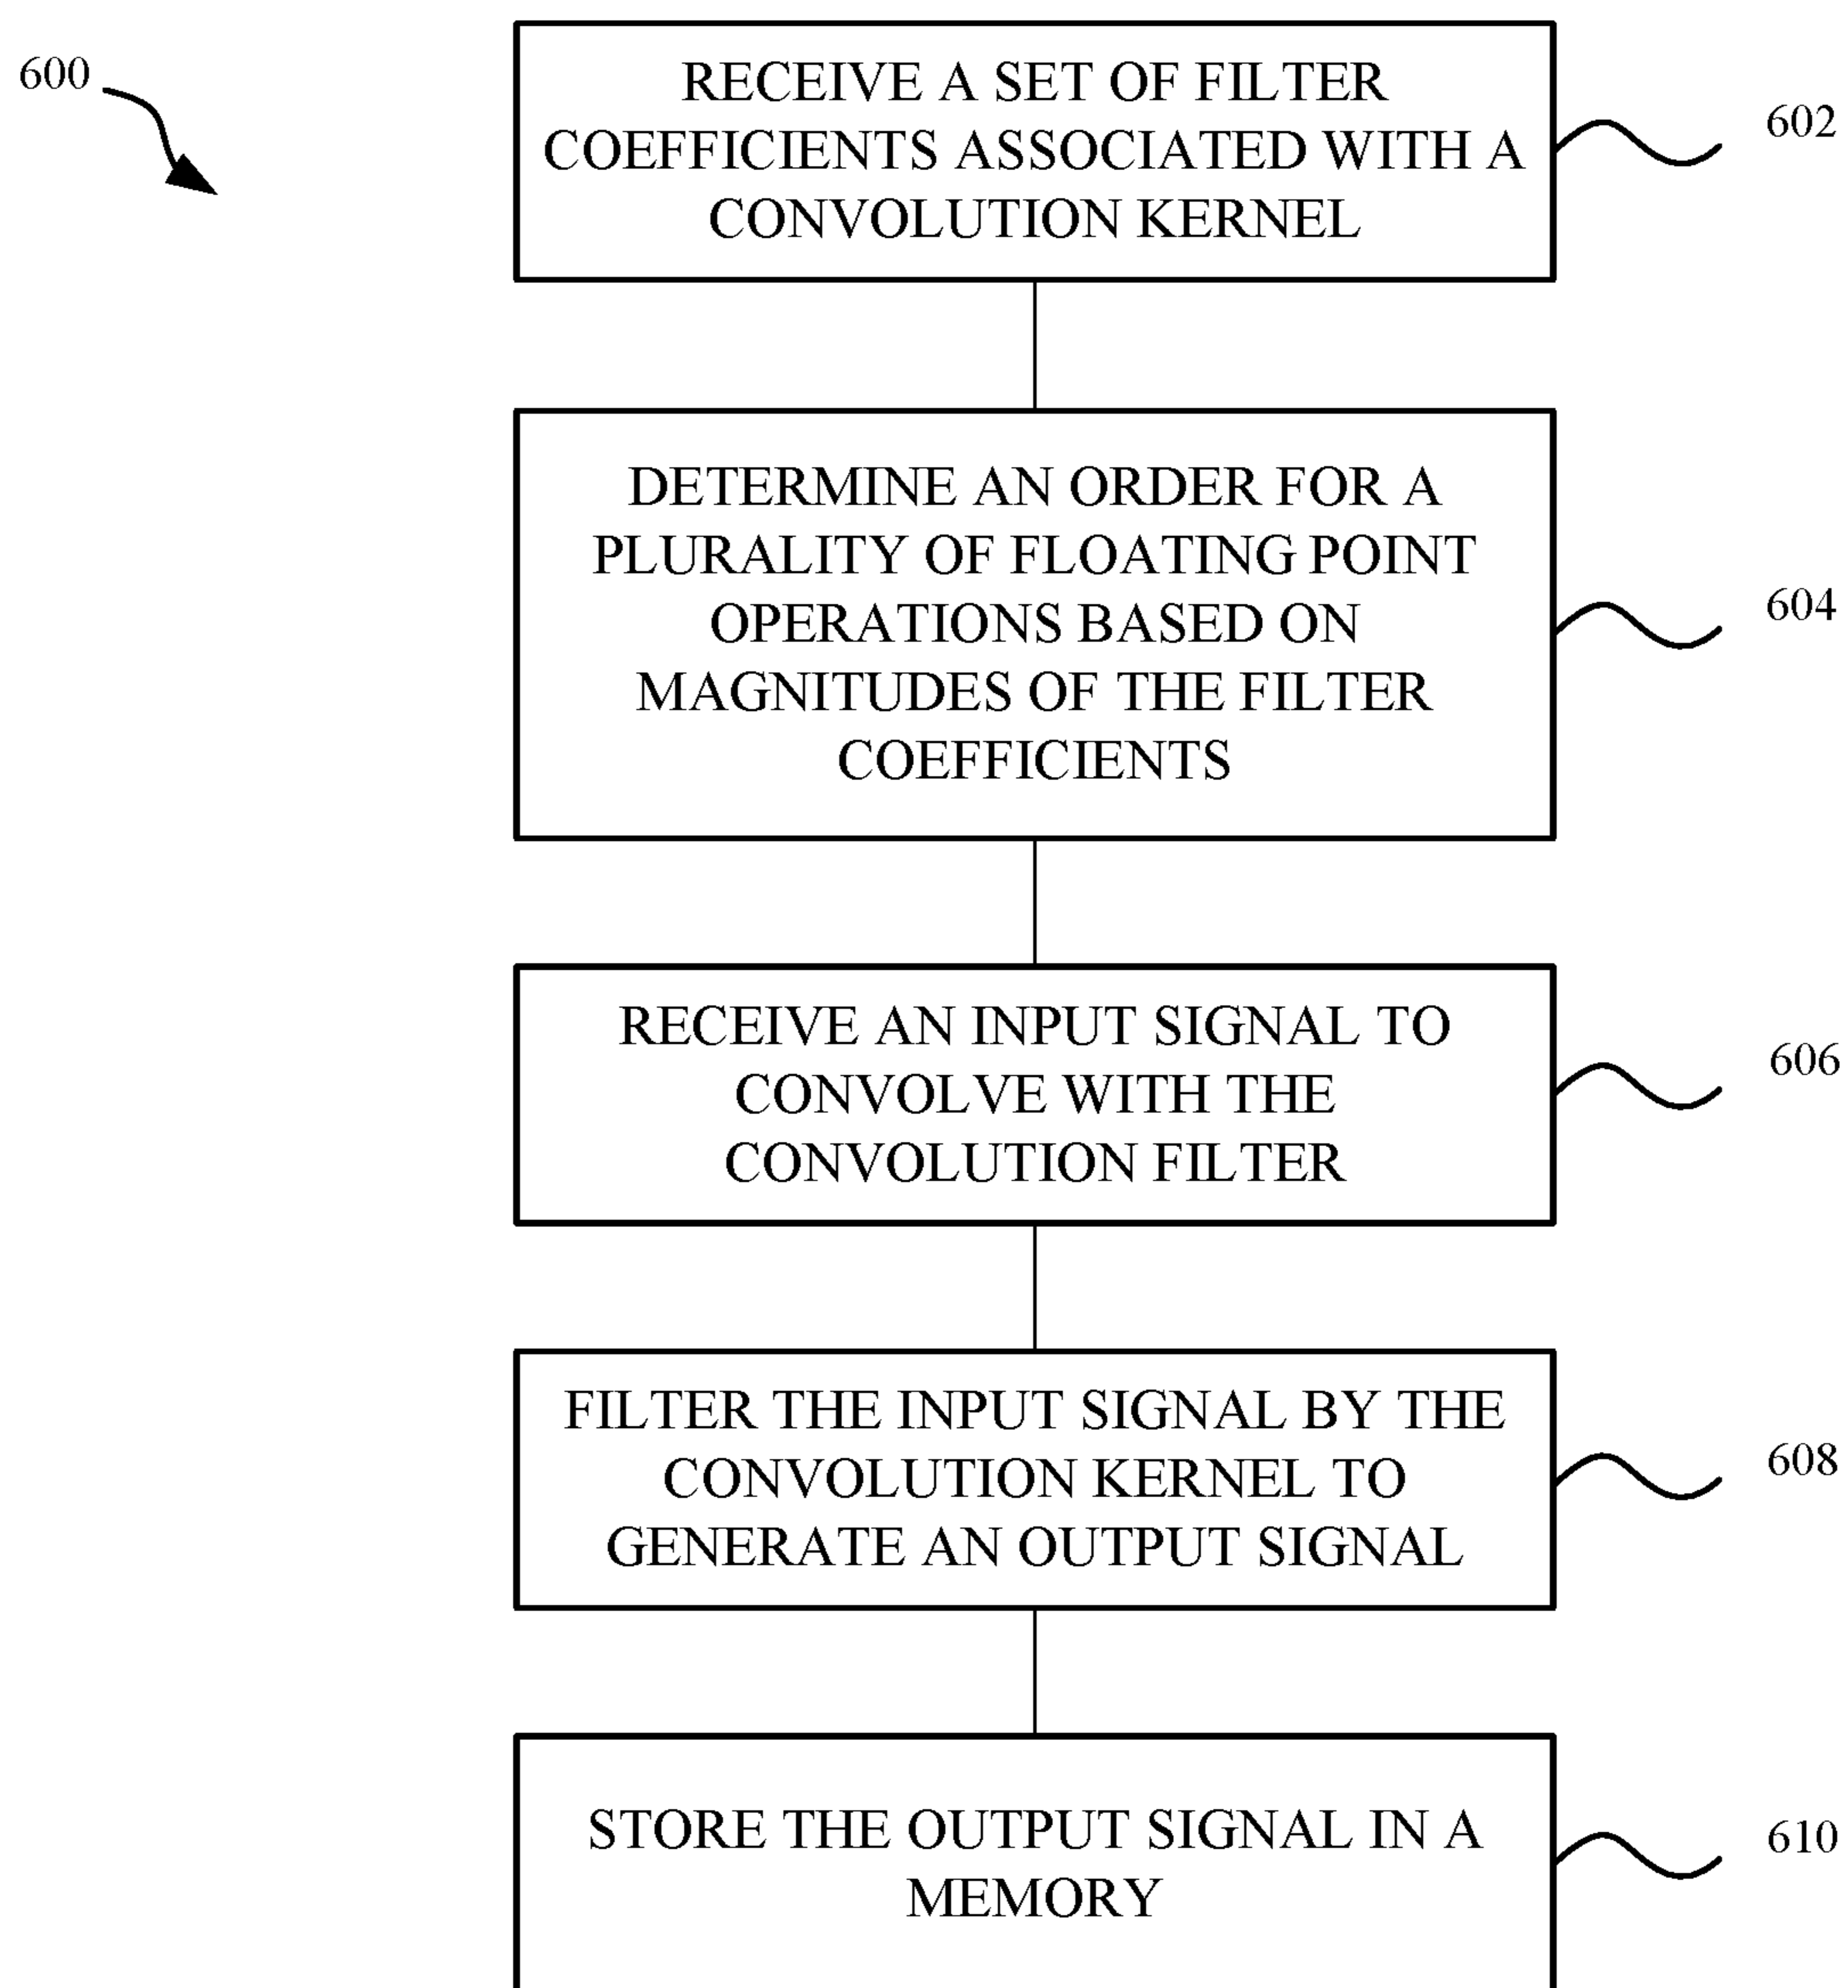 600
RECEIVE A SET OF FILTER
COEFFICIENTS ASSOCIATED WITH A
CONVOLUTION KERNEL
602
DETERMINE AN ORDER FOR A
PLURALITY OF FLOATING POINT
OPERATIONS BASED ON
MAGNITUDES OF THE FILTER
COEFFICIENTS
604
RECEIVE AN INPUT SIGNAL TO
CONVOLVE WITH THE
CONVOLUTION FILTER
606
FILTER THE INPUT SIGNAL BY THE
CONVOLUTION KERNEL TO
GENERATE AN OUTPUT SIGNAL
608
STORE THE OUTPUT SIGNAL IN A
MEMORY
610